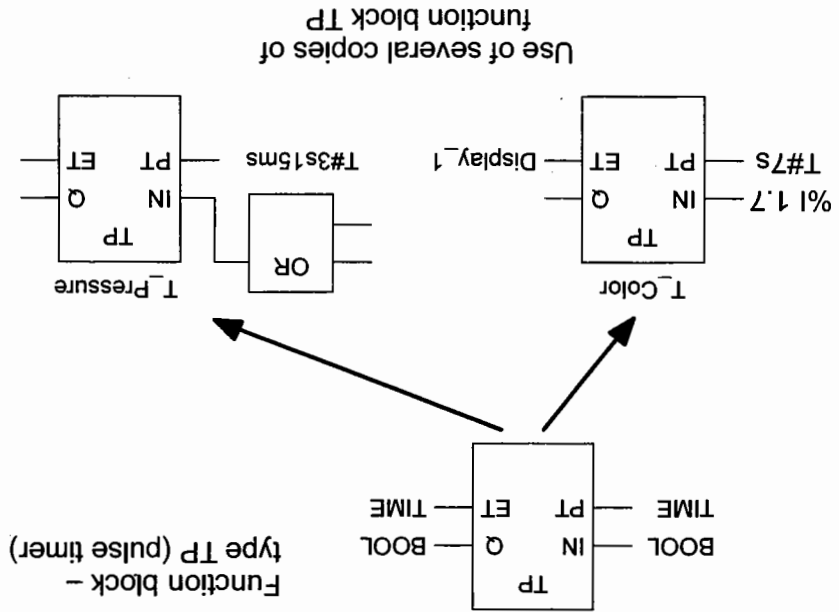 Function block –
type TP (pulse timer)
TP
BOOL IN Q BOOL
TIME PT ET TIME
T_Color
TP
%I 1.7 IN Q
T#7s PT ET Display_1
T_Pressure
OR
TP
IN Q
T#3s15ms PT ET
Use of several copies of
function block TP